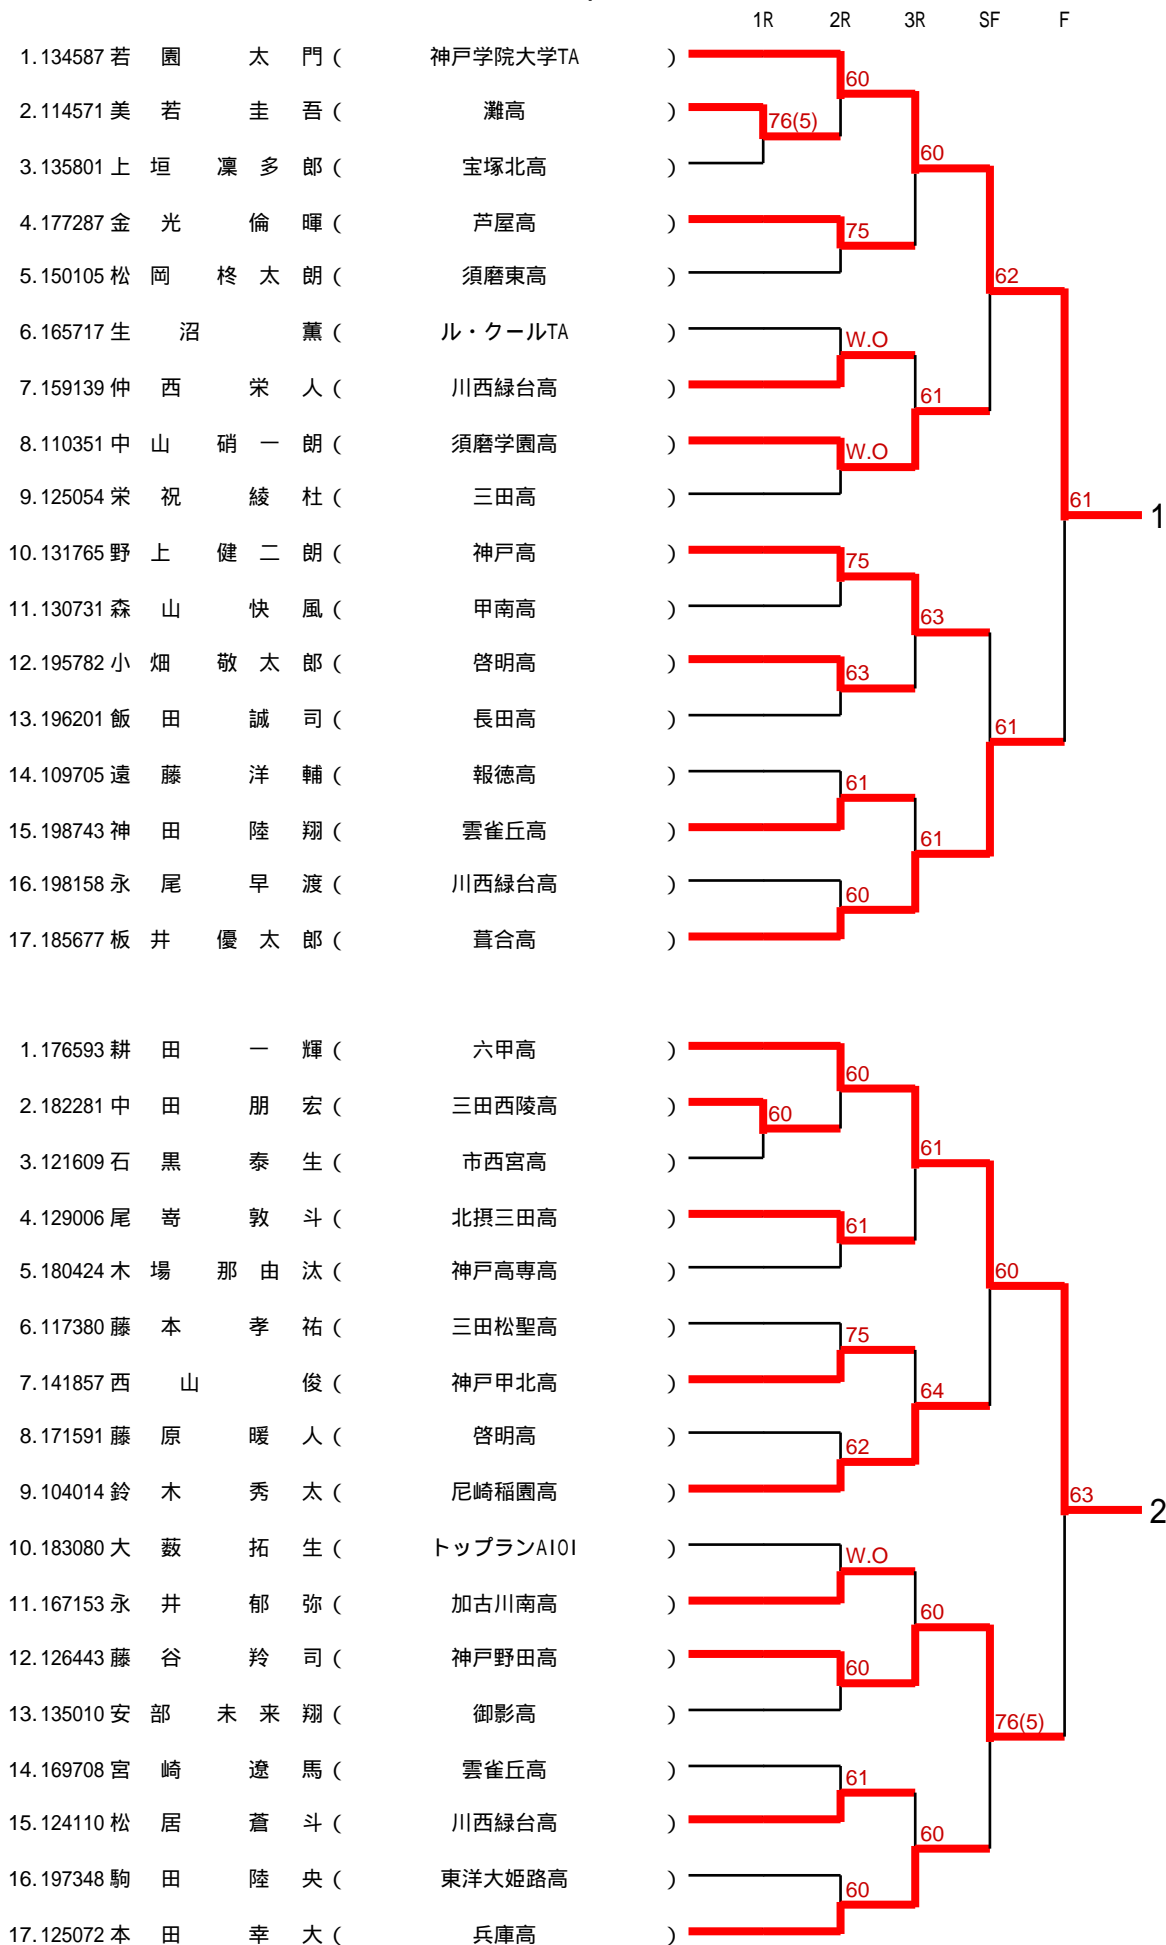 1R 2R 3R SF F
1.134587 若 園 太 門 ( 神戸学院大学TA )
60
2.114571 美 若 圭 吾 ( 灘高 )
76(5)
60
3.135801 上 垣 凜 多 郎 ( 宝塚北高 )
4.177287 金 光 倫 暉 ( 芦屋高 )
75
5.150105 松 岡 柊 太 朗 ( 須磨東高 )
62
6.165717 生 沼 薫 ( ル・クールTA )
W.O
7.159139 仲 西 栄 人 ( 川西緑台高 )
61
8.110351 中 山 硝 一 朗 ( 須磨学園高 )
W.O
9.125054 栄 祝 綾 杜 ( 三田高 )
61
1
10.131765 野 上 健 二 朗 ( 神戸高 )
75
11.130731 森 山 快 風 ( 甲南高 )
63
12.195782 小 畑 敬 太 郎 ( 啓明高 )
63
13.196201 飯 田 誠 司 ( 長田高 )
61
14.109705 遠 藤 洋 輔 ( 報徳高 )
61
15.198743 神 田 陸 翔 ( 雲雀丘高 )
61
16.198158 永 尾 早 渡 ( 川西緑台高 )
60
17.185677 板 井 優 太 郎 ( 葺合高 )
1.176593 耕 田 一 輝 ( 六甲高 )
60
2.182281 中 田 朋 宏 ( 三田西陵高 )
60
61
3.121609 石 黒 泰 生 ( 市西宮高 )
4.129006 尾 嵜 敦 斗 ( 北摂三田高 )
61
5.180424 木 場 那 由 汰 ( 神戸高専高 )
60
6.117380 藤 本 孝 祐 ( 三田松聖高 )
75
7.141857 西 山 俊 ( 神戸甲北高 )
64
8.171591 藤 原 暖 人 ( 啓明高 )
62
9.104014 鈴 木 秀 太 ( 尼崎稲園高 )
63
2
10.183080 大 薮 拓 生 ( トップランAIOI )
W.O
11.167153 永 井 郁 弥 ( 加古川南高 )
60
12.126443 藤 谷 羚 司 ( 神戸野田高 )
60
13.135010 安 部 未 来 翔 ( 御影高 )
76(5)
14.169708 宮 崎 遼 馬 ( 雲雀丘高 )
61
15.124110 松 居 蒼 斗 ( 川西緑台高 )
60
16.197348 駒 田 陸 央 ( 東洋大姫路高 )
60
17.125072 本 田 幸 大 ( 兵庫高 )